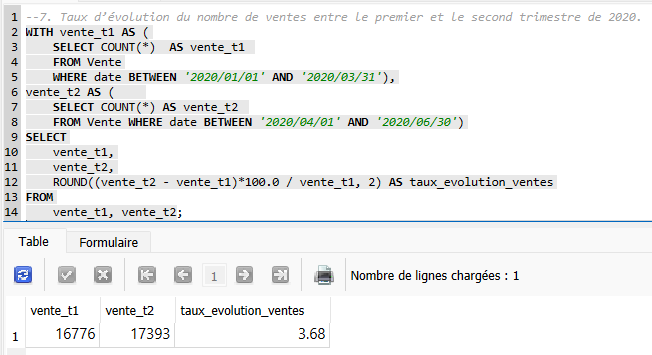 1 --7. Taux d'évolution du nombre de ventes entre le premier et le second trimestre de 2020.
2 WITH vente_t1 AS (
3 SELECT COUNT(*) AS vente_t1
4 FROM Vente
5 WHERE date BETWEEN '2020/01/01' AND '2020/03/31'),
6 vente_t2 AS (
7 SELECT COUNT(*) AS vente_t2
8 FROM Vente WHERE date BETWEEN '2020/04/01' AND '2020/06/30')
9 SELECT
10 vente_t1,
11 vente_t2,
12 ROUND((vente_t2 - vente_t1)*100.0 / vente_t1, 2) AS taux_evolution_ventes
13 FROM
14 vente_t1, vente_t2;
Table Formulaire
1 Nombre de lignes chargées : 1
vente_t1 vente_t2 taux_evolution_ventes
1 16776 17393 3.68